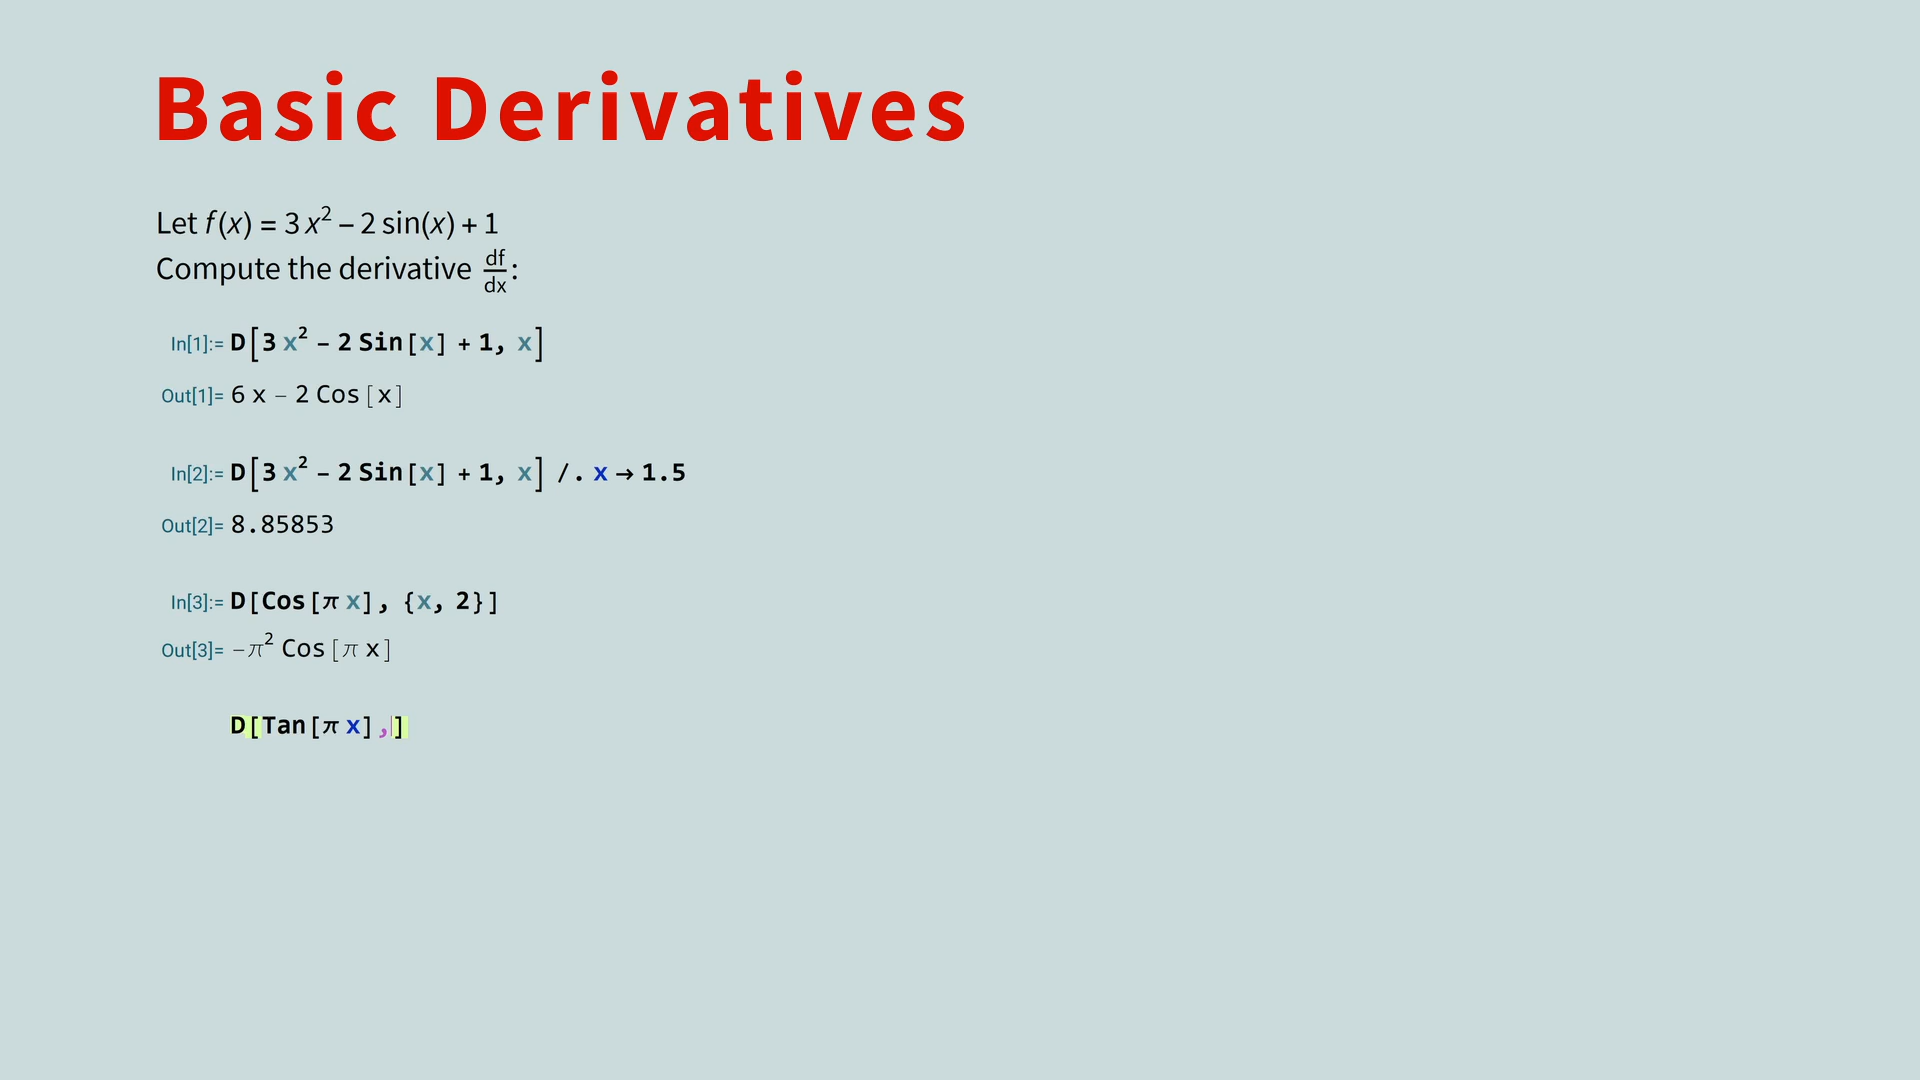 Basic Derivatives
Let f(x) = 3 x² – 2 sin(x) + 1
Compute the derivative df/dx:
In[1]:= D[3 x² – 2 Sin[x] + 1, x]
Out[1]= 6 x – 2 Cos[x]
In[2]:= D[3 x² – 2 Sin[x] + 1, x] /. x → 1.5
Out[2]= 8.85853
In[3]:= D[Cos[π x], {x, 2}]
Out[3]= –π² Cos[π x]
D[Tan[π x],]